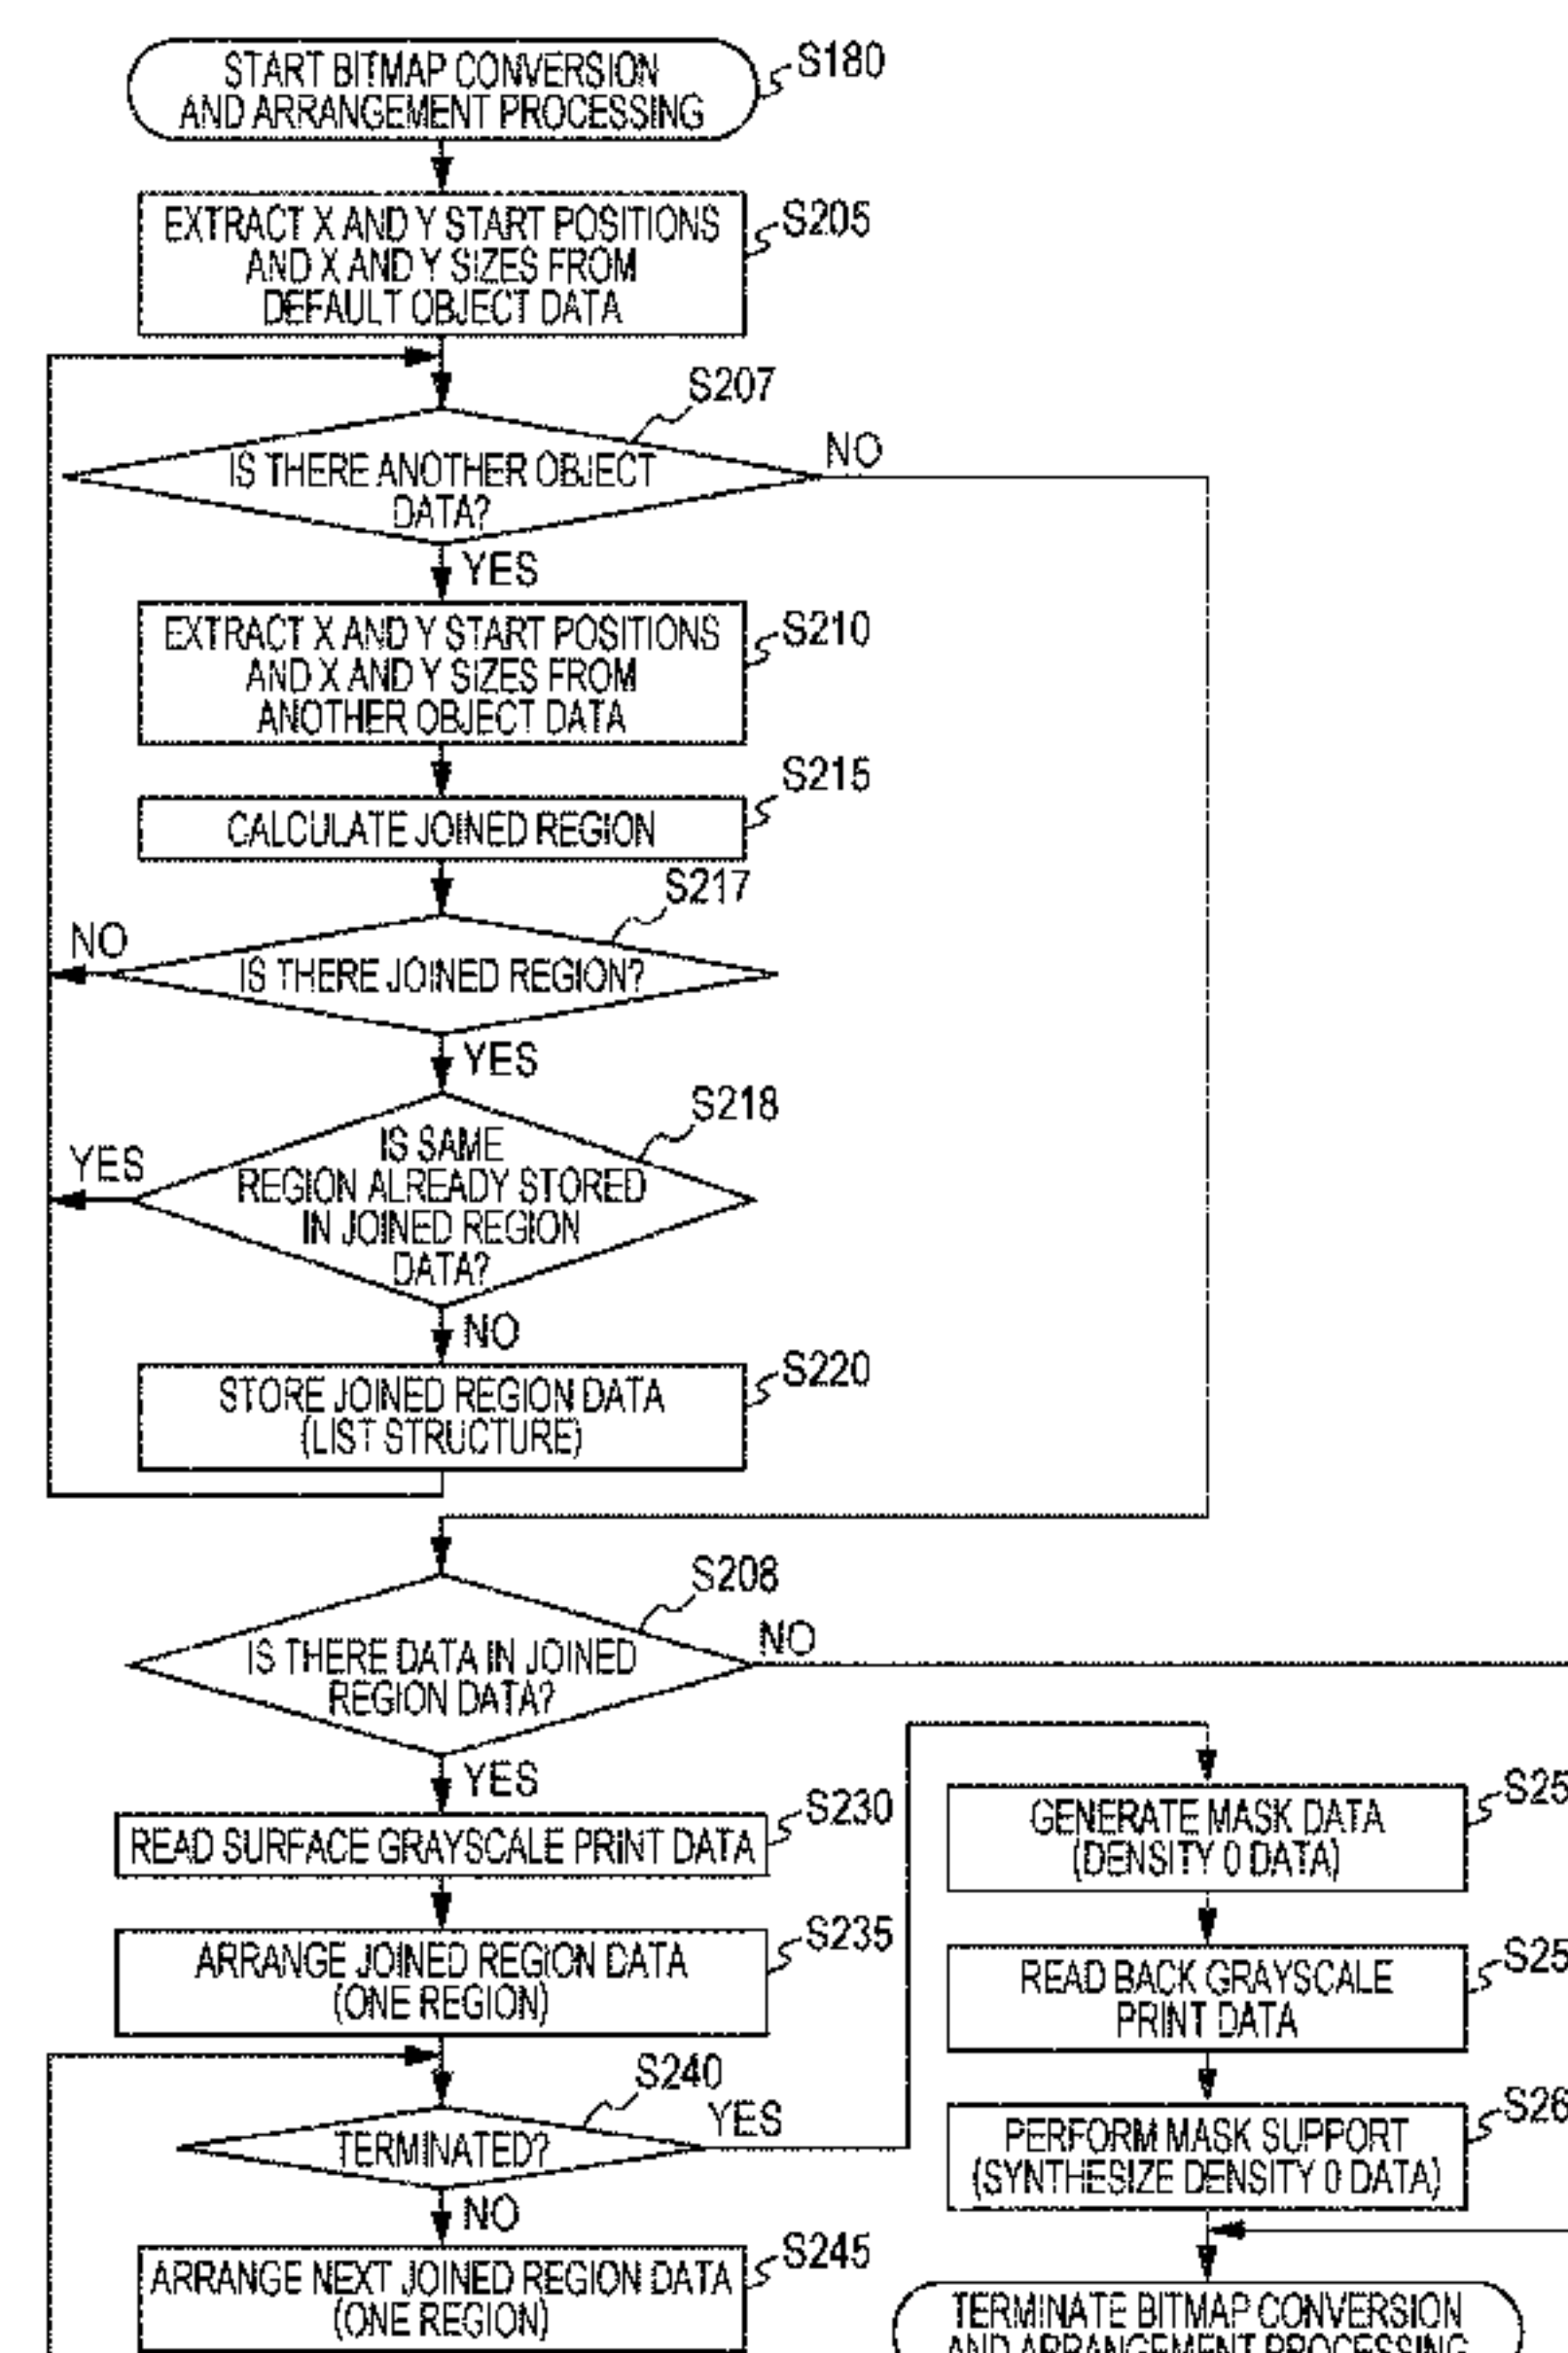 START BITMAP CONVERSION
AND ARRANGEMENT PROCESSING
S180
EXTRACT X AND Y START POSITIONS
AND X AND Y SIZES FROM
DEFAULT OBJECT DATA
S205
S207
IS THERE ANOTHER OBJECT
DATA?
NO
YES
EXTRACT X AND Y START POSITIONS
AND X AND Y SIZES FROM
ANOTHER OBJECT DATA
S210
CALCULATE JOINED REGION
S215
S217
NO
IS THERE JOINED REGION?
YES
S218
YES
IS SAME
REGION ALREADY STORED
IN JOINED REGION
DATA?
NO
STORE JOINED REGION DATA
(LIST STRUCTURE)
S220
S208
IS THERE DATA IN JOINED
REGION DATA?
NO
YES
READ SURFACE GRAYSCALE PRINT DATA
S230
ARRANGE JOINED REGION DATA
(ONE REGION)
S235
S240
TERMINATED?
YES
NO
ARRANGE NEXT JOINED REGION DATA
(ONE REGION)
S245
GENERATE MASK DATA
(DENSITY 0 DATA)
S25
READ BACK GRAYSCALE
PRINT DATA
S25
PERFORM MASK SUPPORT
(SYNTHESIZE DENSITY 0 DATA)
S26
TERMINATE BITMAP CONVERSION
AND ARRANGEMENT PROCESSING